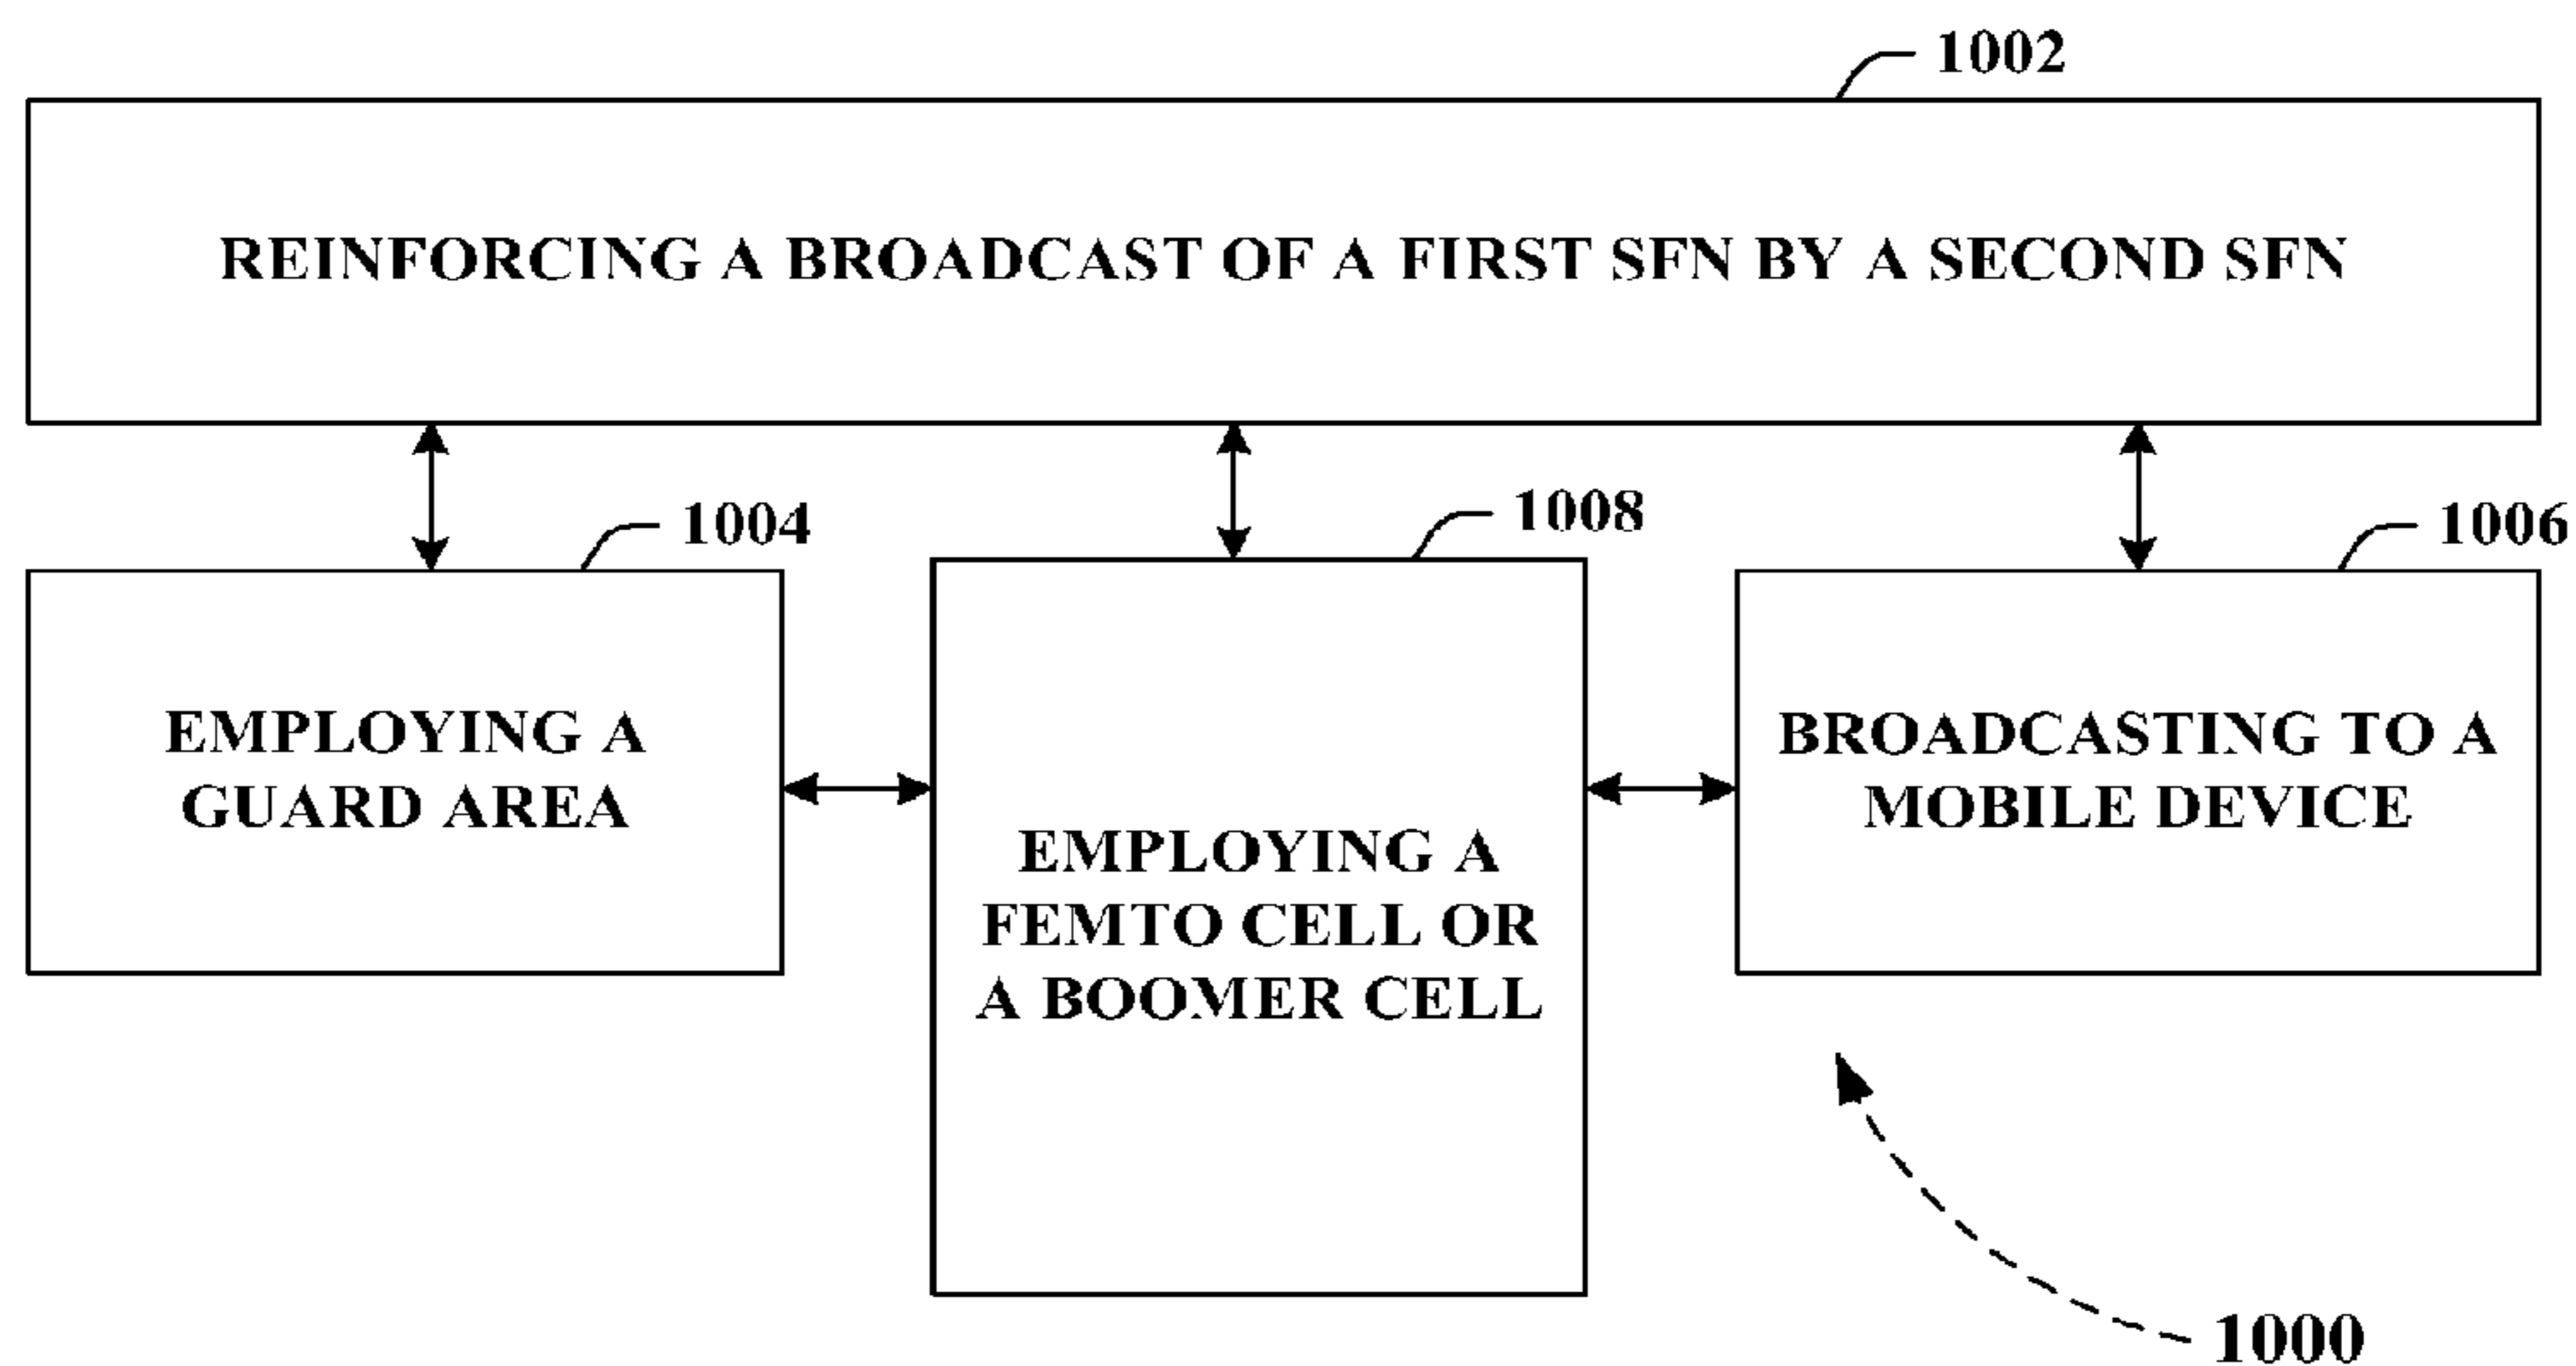 1002
REINFORCING A BROADCAST OF A FIRST SFN BY A SECOND SFN
1004
1008
1006
EMPLOYING A
GUARD AREA
EMPLOYING A
FEMTO CELL OR
A BOOMER CELL
BROADCASTING TO A
MOBILE DEVICE
1000